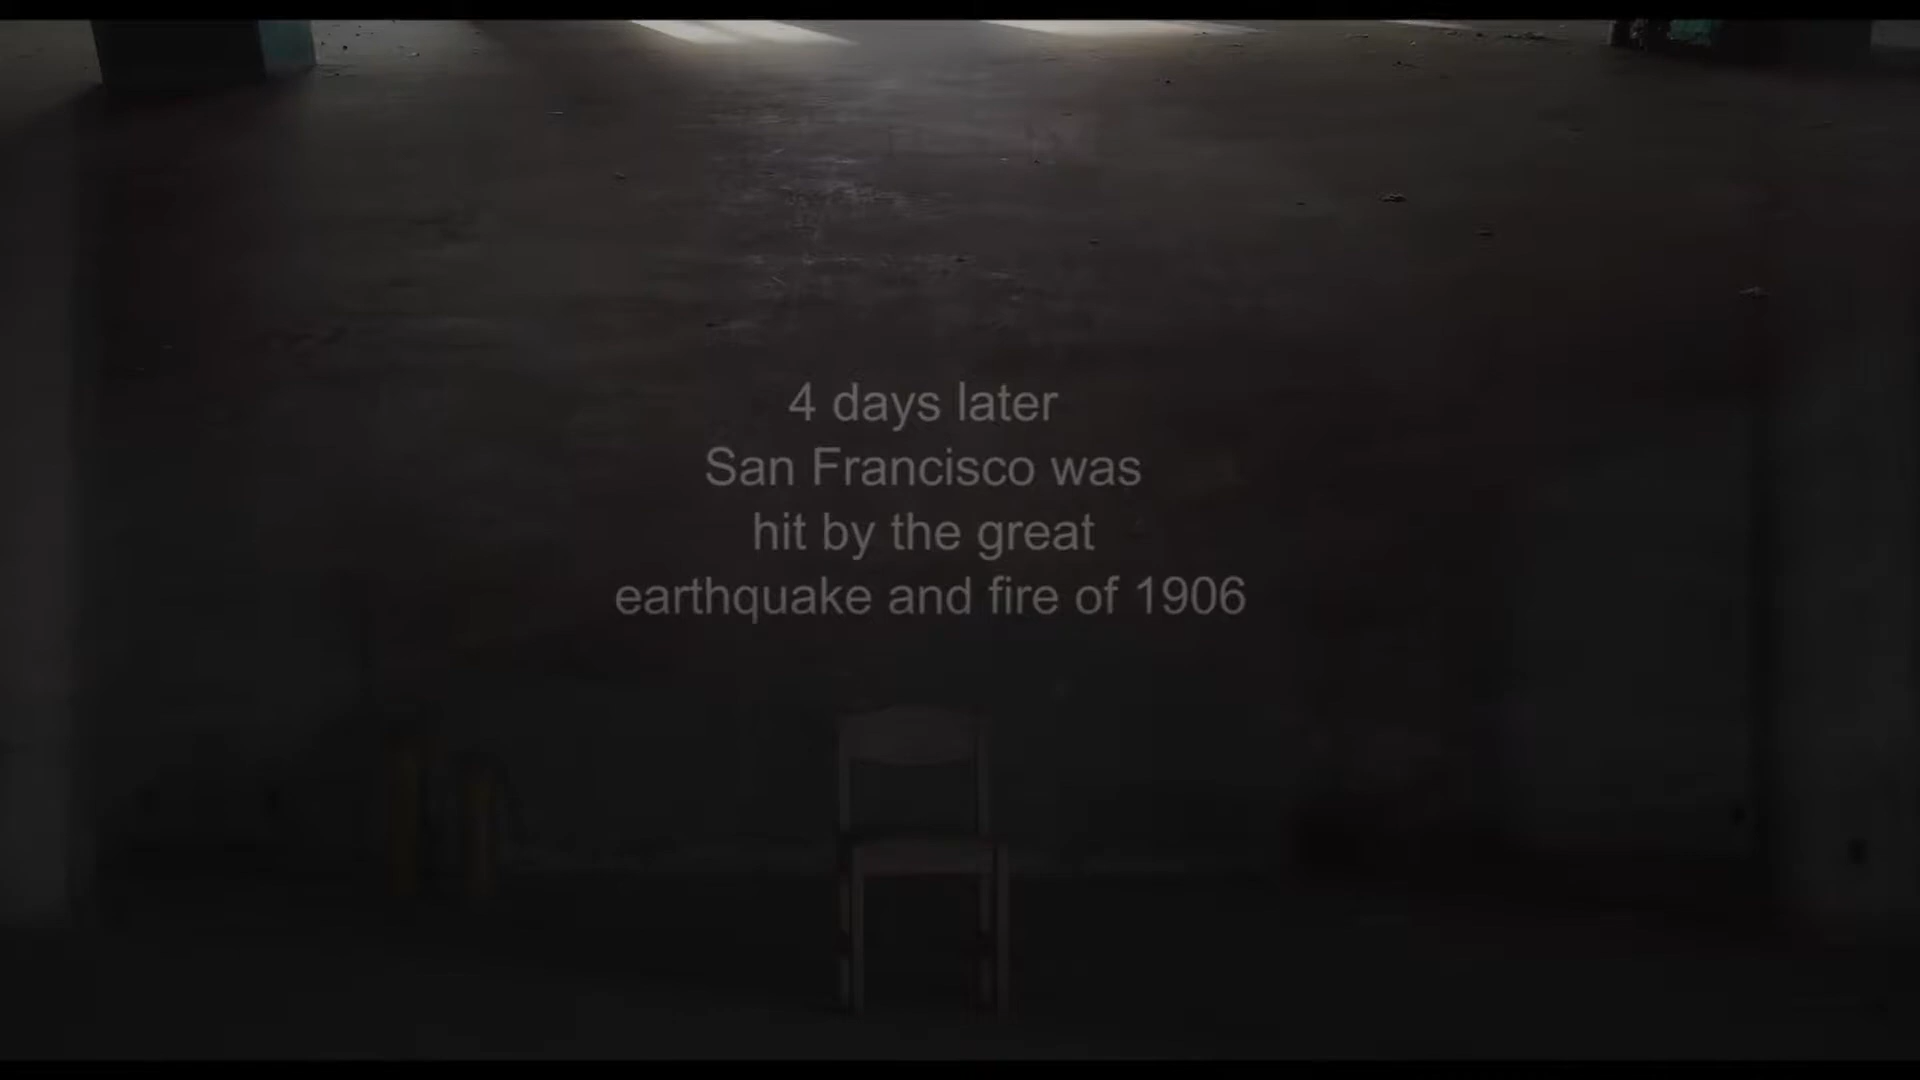 4 days later
San Francisco was
hit by the great
earthquake and fire of 1906